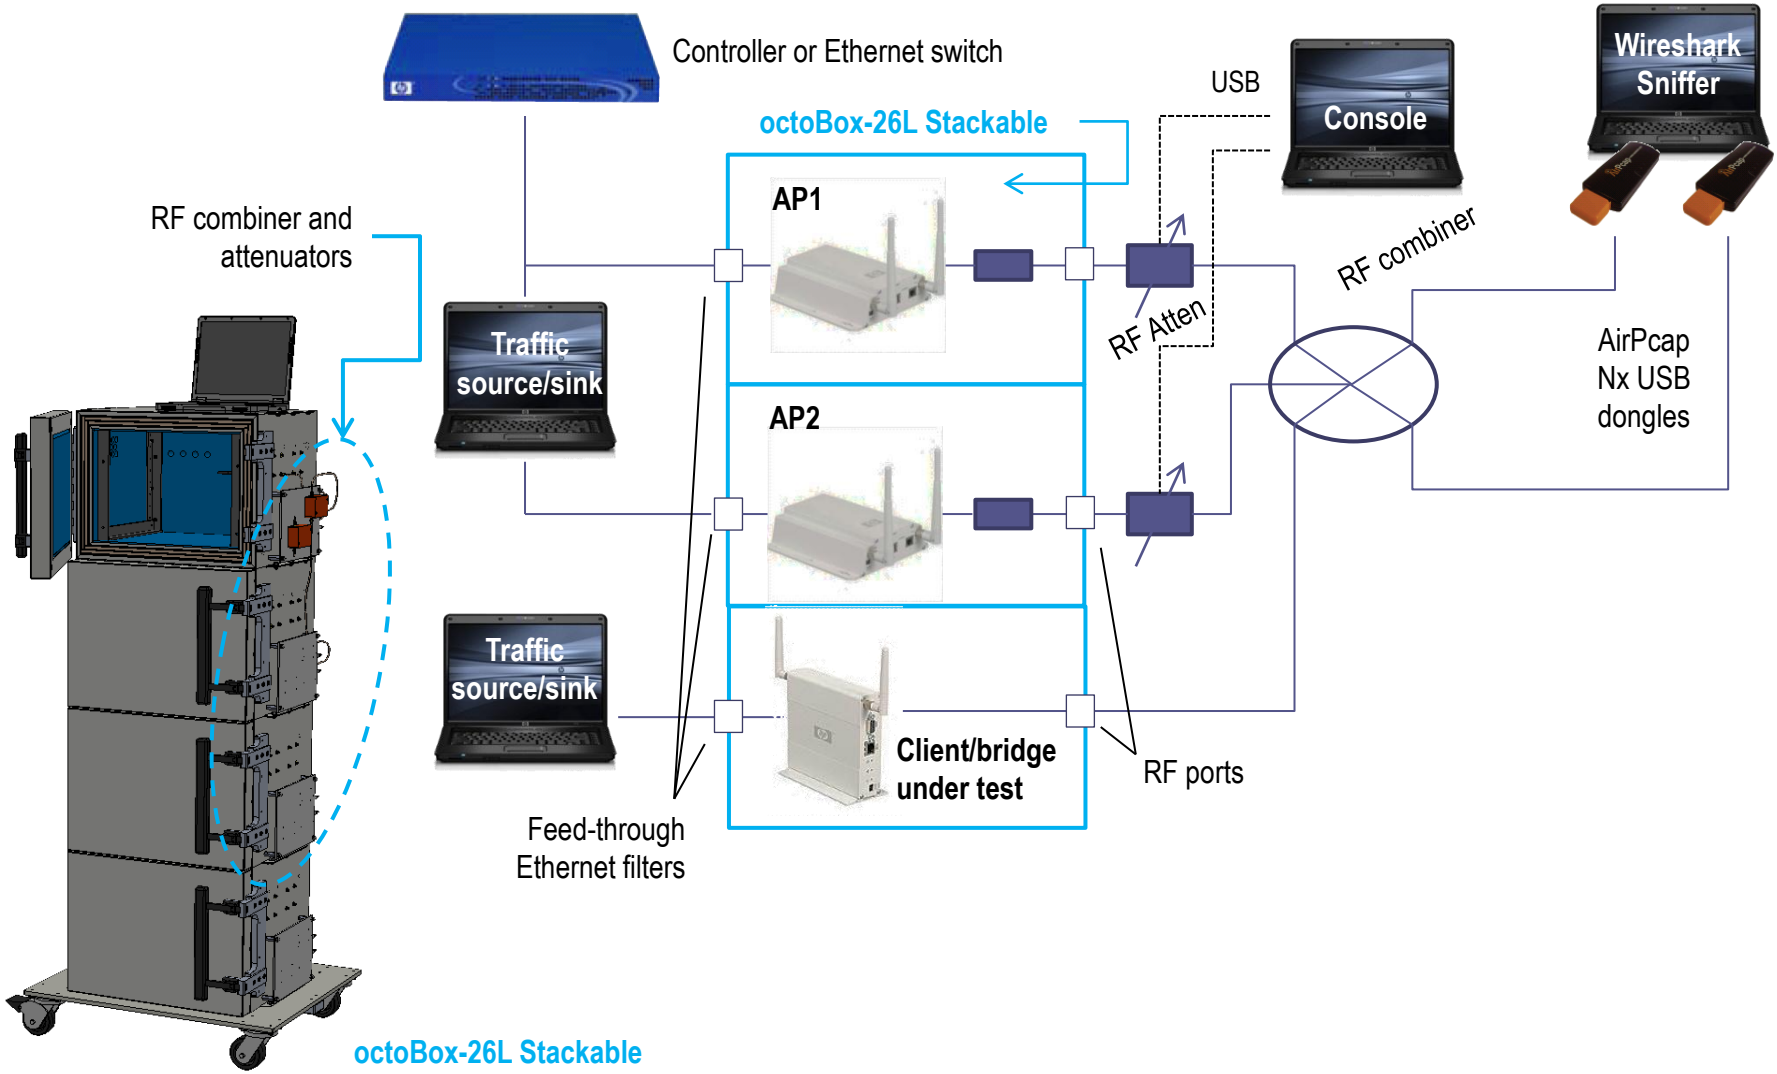 Controller or Ethernet switch
octoBox-26L Stackable
USB
Console
Wireshark
Sniffer
AirPcap
AirPcap
RF combiner and
attenuators
AP1
RF combiner
RF Atten
Traffic
source/sink
AirPcap
Nx USB
dongles
AP2
Traffic
source/sink
Client/bridge
under test
RF ports
Feed-through
Ethernet filters
octoBox-26L Stackable